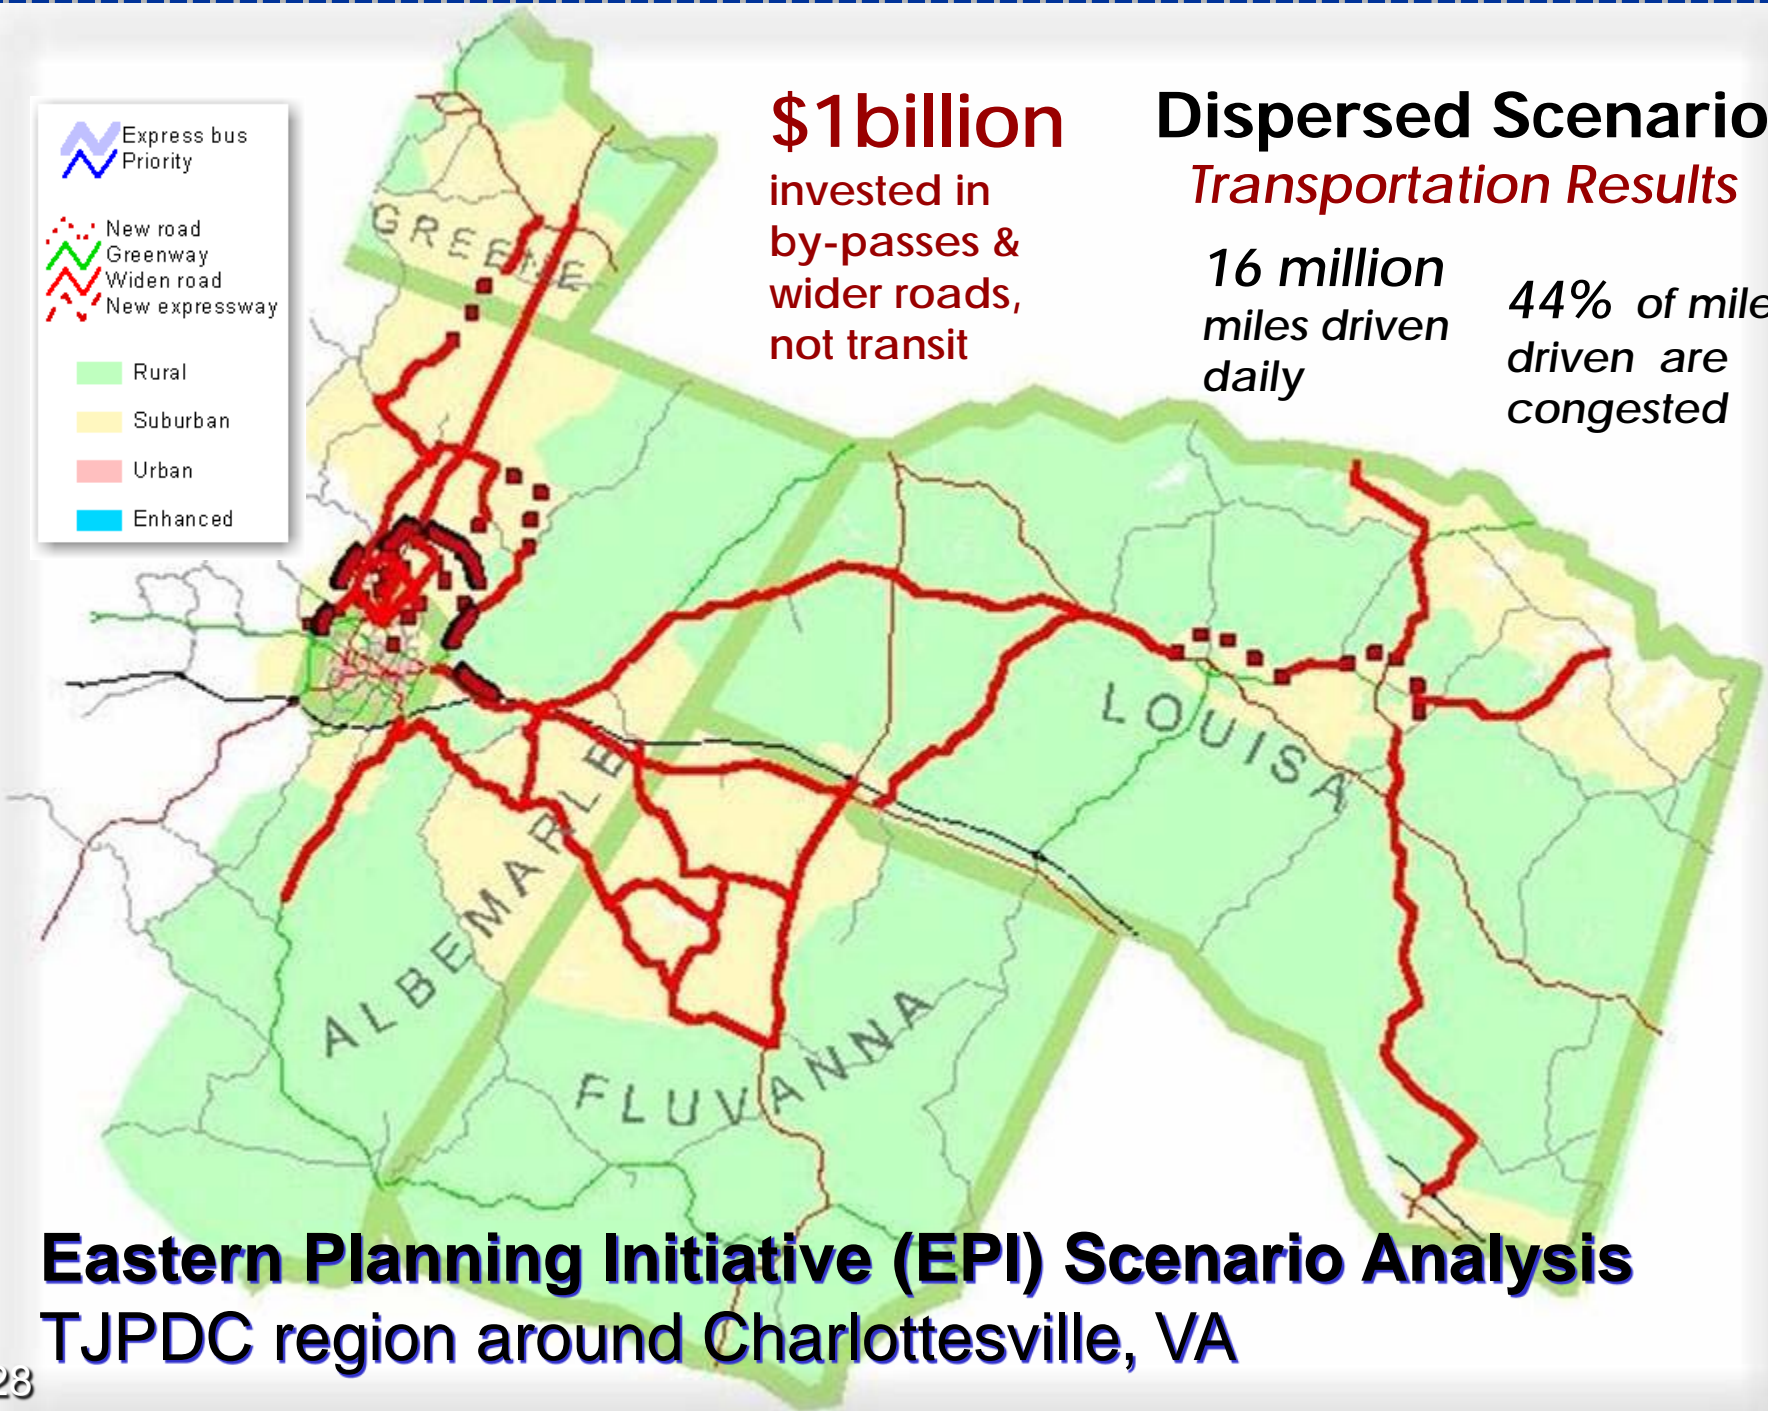 $1billion
invested in
by-passes &
wider roads,
not transit
Dispersed Scenario
Transportation Results
16 million
miles driven
daily
44% of mile
driven are
congested
Express bus
Priority
New road
Greenway
Widen road
New expressway
Rural
Suburban
Urban
Enhanced
GREENE
LOUISA
ALBEMARLE
FLUVANNA
Eastern Planning Initiative (EPI) Scenario Analysis
TJPDC region around Charlottesville, VA
28